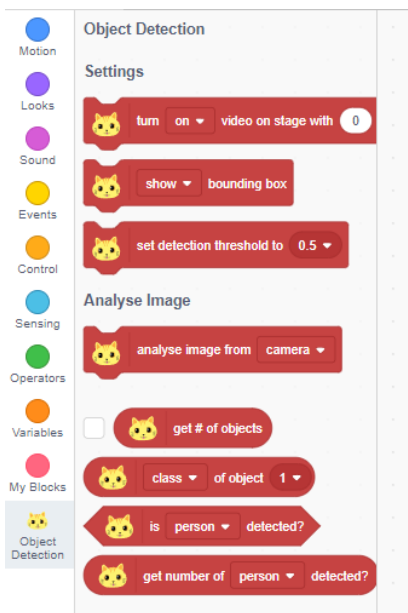 Motion
Looks
Sound
Events
Control
Sensing
Operators
Variables
My Blocks
Object
Detection
Object Detection
Settings
turn on video on stage with 0
show bounding box
set detection threshold to 0.5
Analyse Image
analyse image from camera
get # of objects
class of object 1
is person detected?
get number of person detected?